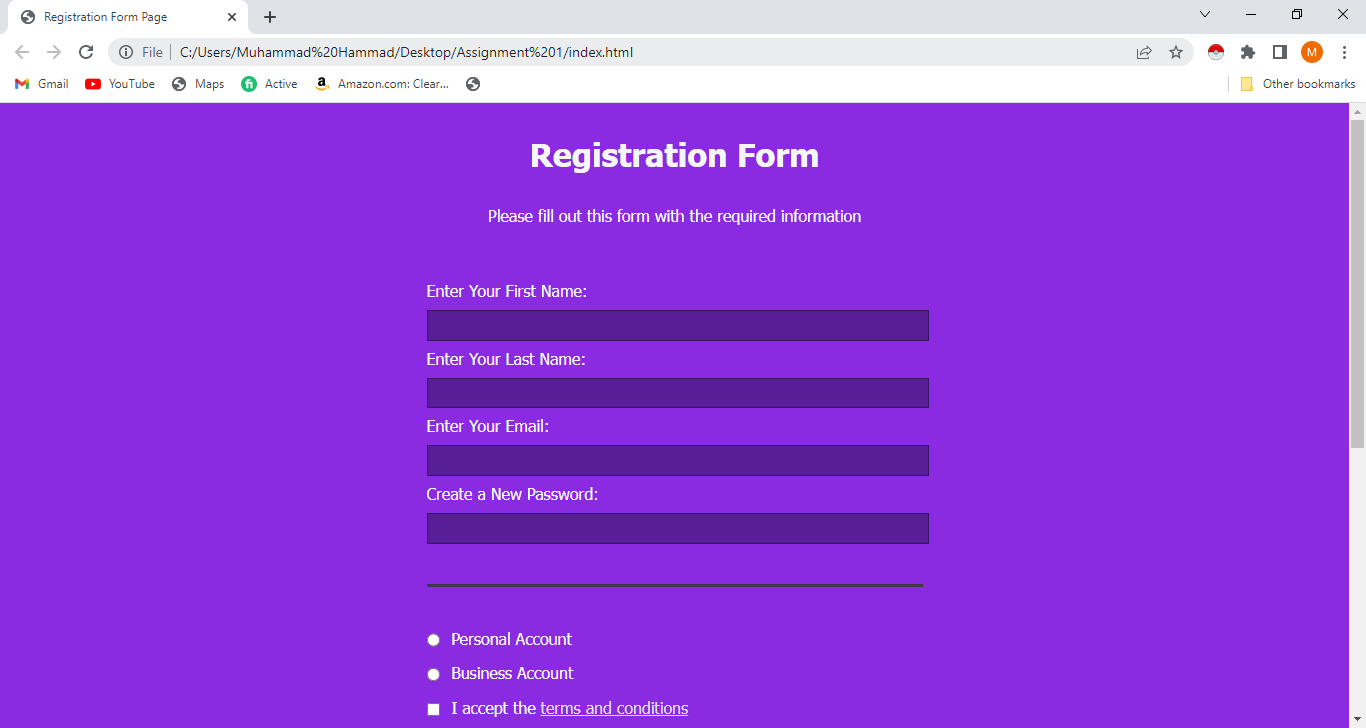 Registration Form Page
File C:/Users/Muhammad%20Hammad/Desktop/Assignment%201/index.html
M
Gmail YouTube Maps fi Active a Amazon.com: Clear... Other bookmarks
Registration Form
Please fill out this form with the required information
Enter Your First Name:
Enter Your Last Name:
Enter Your Email:
Create a New Password:
Personal Account
Business Account
I accept the terms and conditions